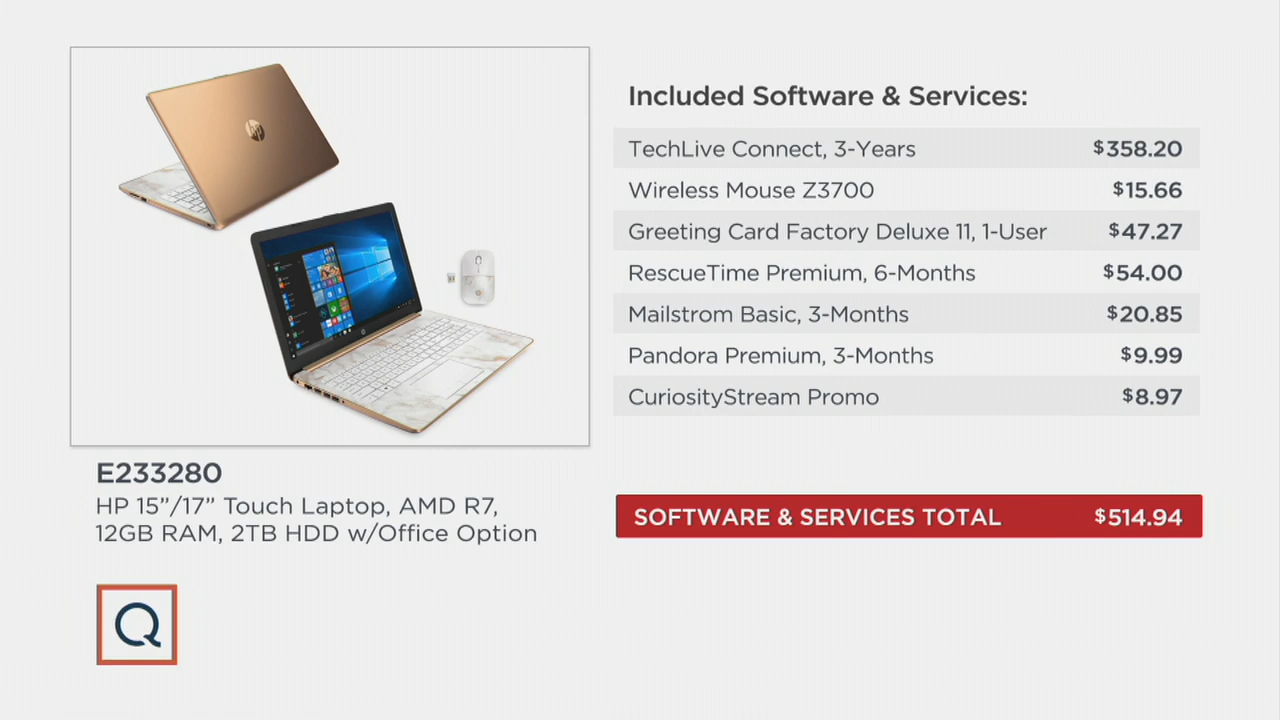 Included Software & Services:
TechLive Connect, 3-Years $358.20
Wireless Mouse Z3700 $15.66
Greeting Card Factory Deluxe 11, 1-User $47.27
RescueTime Premium, 6-Months $54.00
Mailstrom Basic, 3-Months $20.85
Pandora Premium, 3-Months $9.99
CuriosityStream Promo $8.97
SOFTWARE & SERVICES TOTAL $514.94
hp
E233280
HP 15”/17” Touch Laptop, AMD R7,
12GB RAM, 2TB HDD w/Office Option
Q